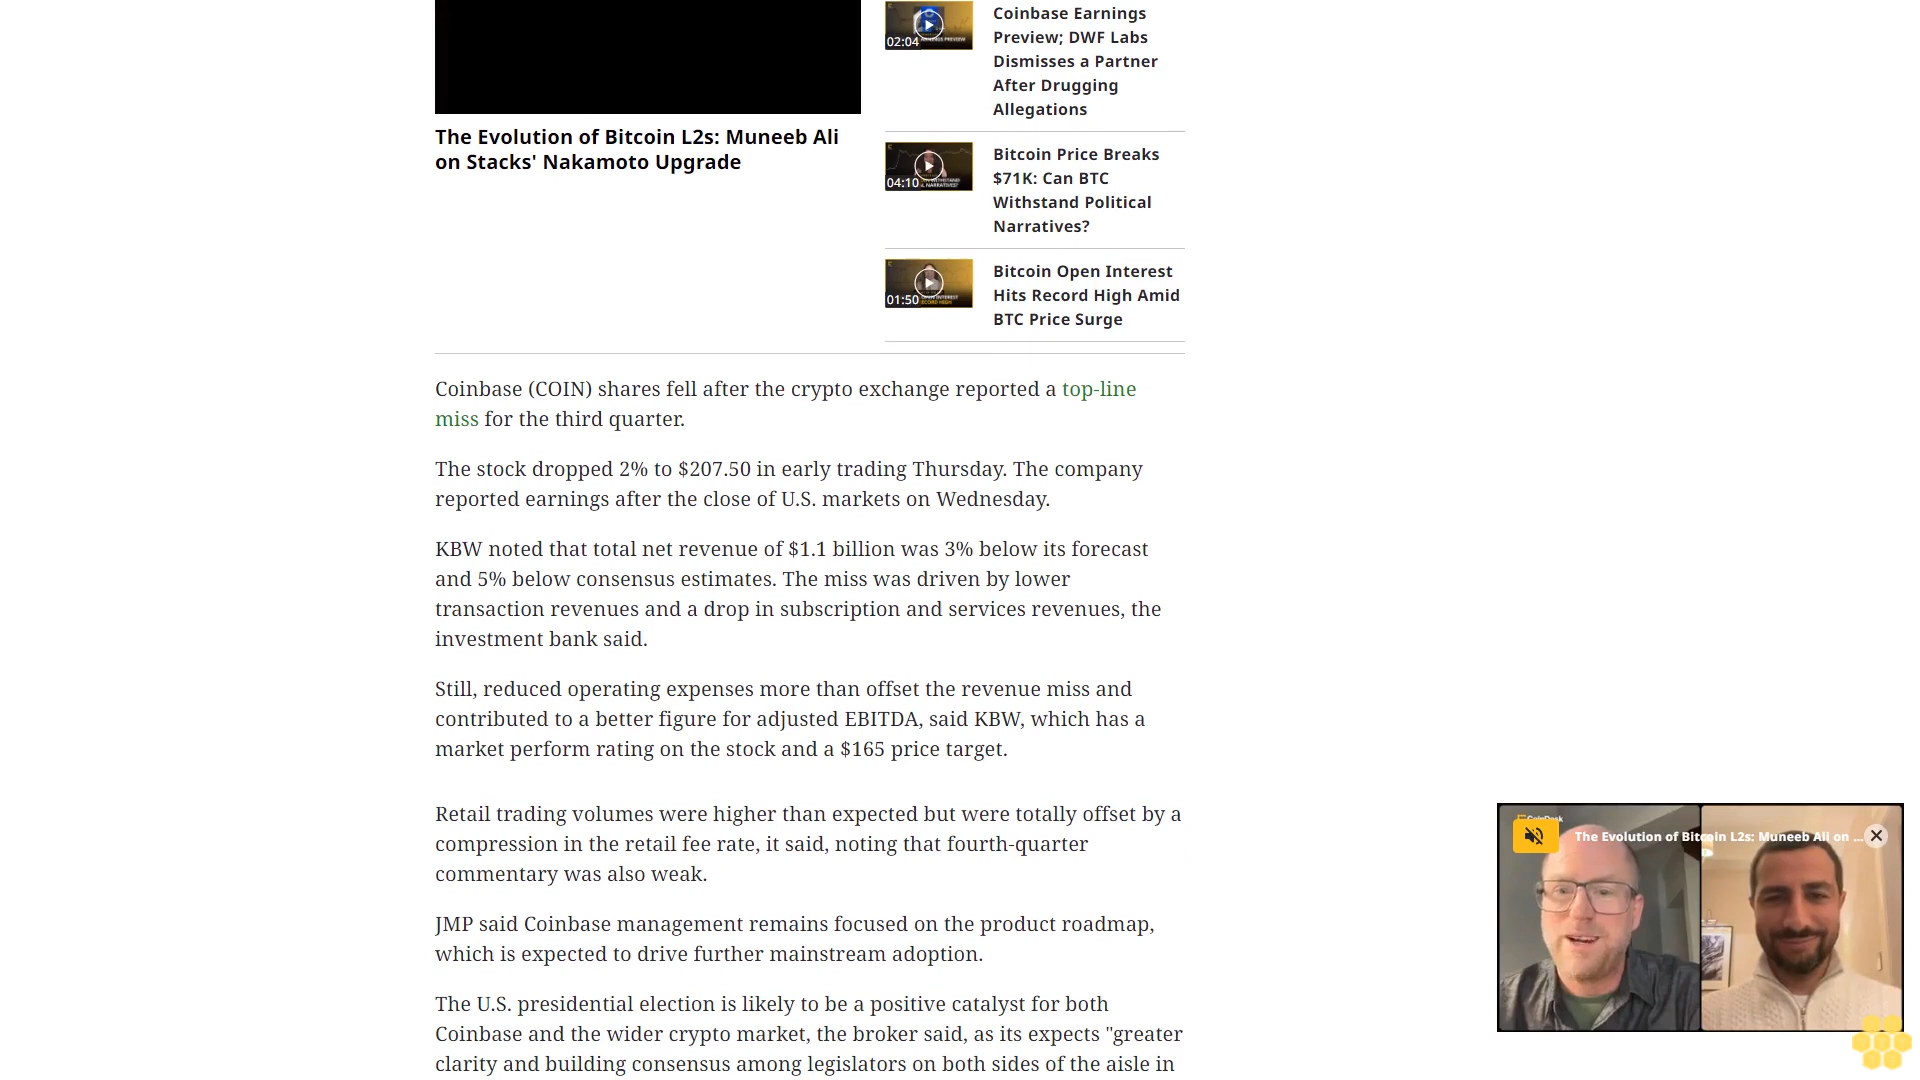 The Evolution of Bitcoin L2s: Muneeb Ali
on Stacks' Nakamoto Upgrade
02:04
Coinbase Earnings
Preview; DWF Labs
Dismisses a Partner
After Drugging
Allegations
04:10
Bitcoin Price Breaks
$71K: Can BTC
Withstand Political
Narratives?
01:50
Bitcoin Open Interest
Hits Record High Amid
BTC Price Surge
Coinbase (COIN) shares fell after the crypto exchange reported a top-line
miss for the third quarter.
The stock dropped 2% to $207.50 in early trading Thursday. The company
reported earnings after the close of U.S. markets on Wednesday.
KBW noted that total net revenue of $1.1 billion was 3% below its forecast
and 5% below consensus estimates. The miss was driven by lower
transaction revenues and a drop in subscription and services revenues, the
investment bank said.
Still, reduced operating expenses more than offset the revenue miss and
contributed to a better figure for adjusted EBITDA, said KBW, which has a
market perform rating on the stock and a $165 price target.
Retail trading volumes were higher than expected but were totally offset by a
compression in the retail fee rate, it said, noting that fourth-quarter
commentary was also weak.
JMP said Coinbase management remains focused on the product roadmap,
which is expected to drive further mainstream adoption.
The U.S. presidential election is likely to be a positive catalyst for both
Coinbase and the wider crypto market, the broker said, as its expects "greater
clarity and building consensus among legislators on both sides of the aisle in
CoinDesk
The Evolution of Bitcoin L2s: Muneeb Ali on ...